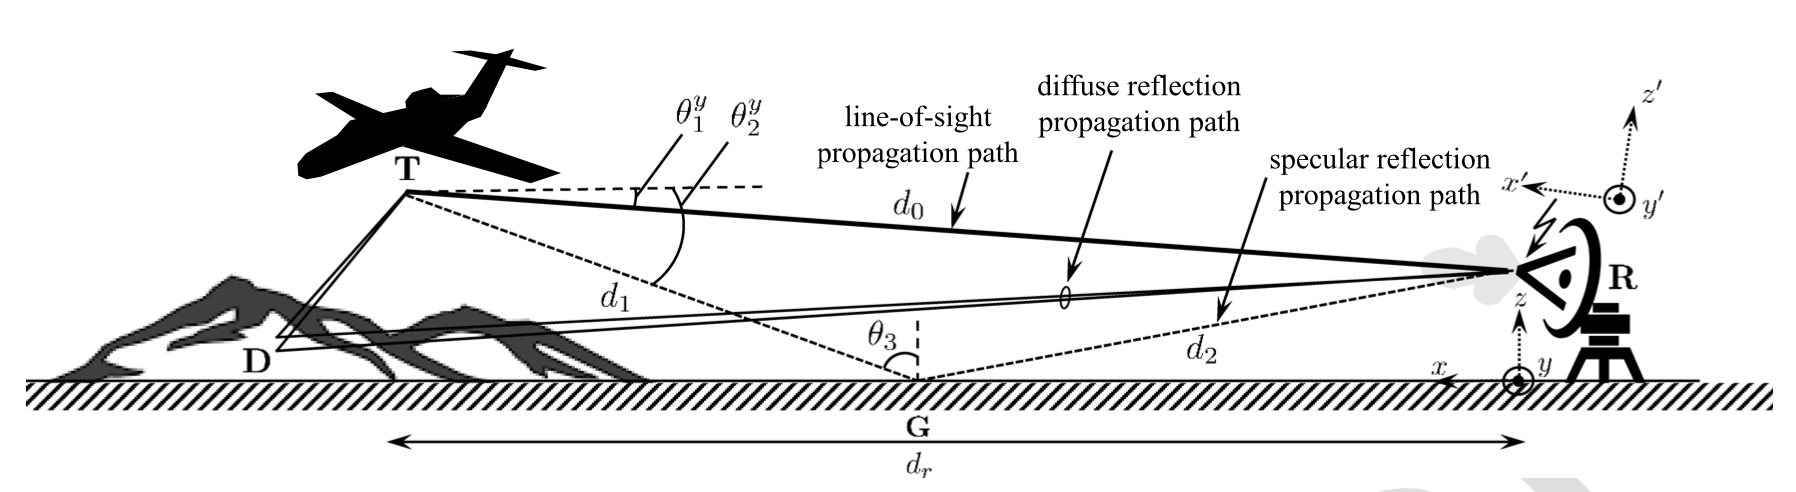 diffuse reflection
propagation path
line-of-sight
propagation path
θ₁ʸ θ₂ʸ
specular reflection
propagation path
z′
x′
y′
T
d₀
R
d₁
z
D
θ₃
d₂
x
y
G
dᵣ